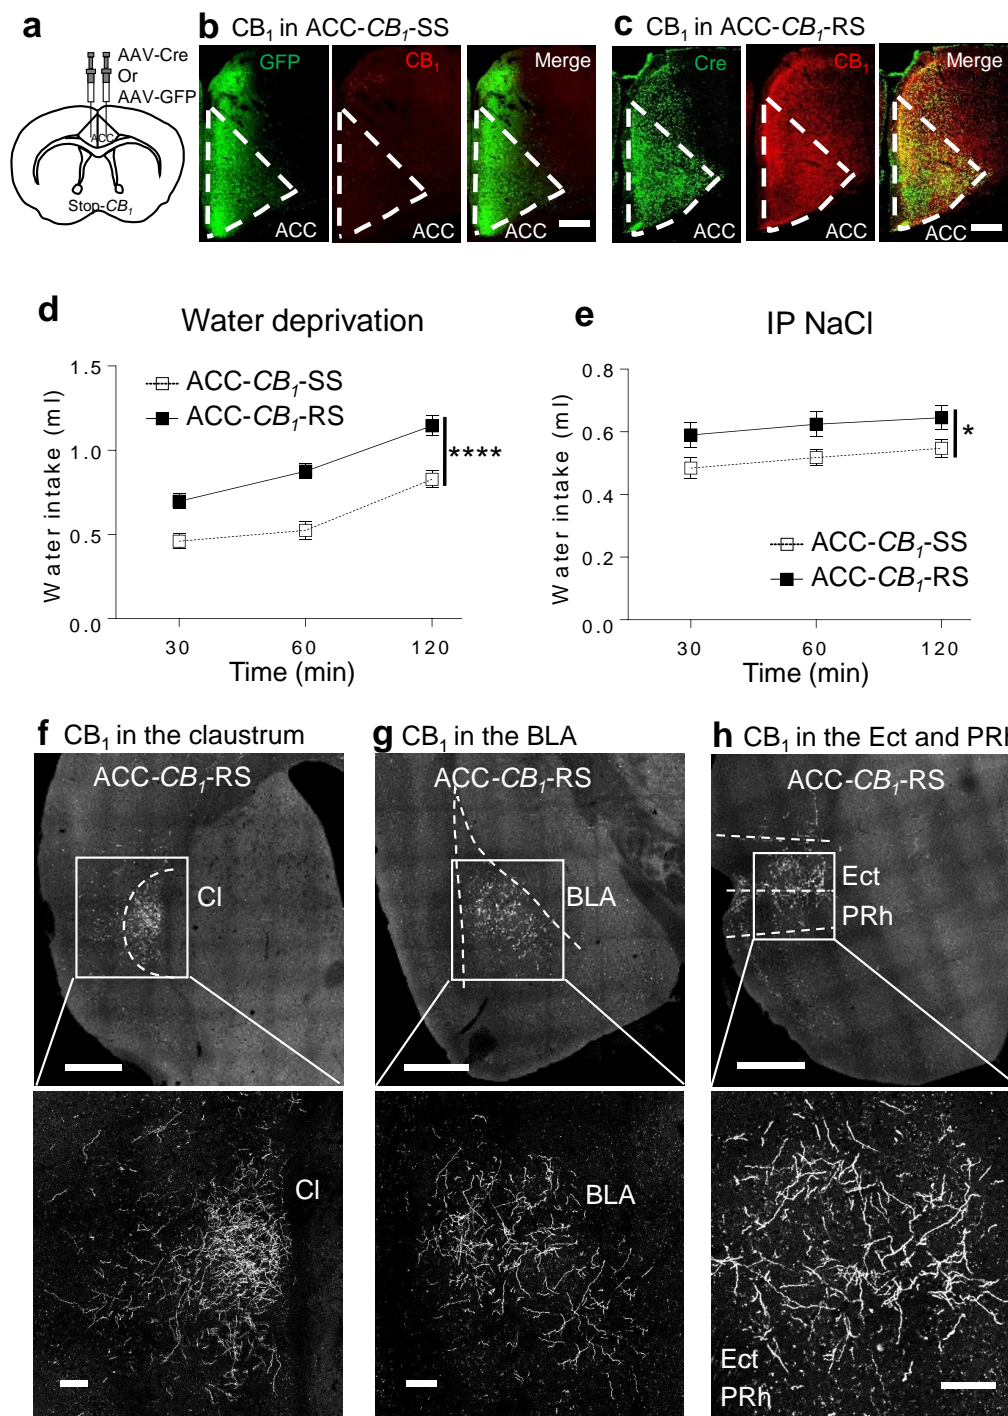 a
AAV-Cre
Or
AAV-GFP
ACC
Stop-CB₁
b CB₁ in ACC-CB₁-SS
GFP
CB₁
Merge
ACC
ACC
ACC
c CB₁ in ACC-CB₁-RS
Cre
CB₁
Merge
ACC
ACC
ACC
d Water deprivation
Water intake (ml)
1.5
1.0
0.5
0.0
ACC-CB₁-SS
ACC-CB₁-RS
****
30 60 120
Time (min)
e IP NaCl
Water intake (ml)
0.8
0.6
0.4
0.2
0.0
*
ACC-CB₁-SS
ACC-CB₁-RS
30 60 120
Time (min)
f CB₁ in the claustrum
ACC-CB₁-RS
Cl
Cl
g CB₁ in the BLA
ACC-CB₁-RS
BLA
BLA
h CB₁ in the Ect and PRh
ACC-CB₁-RS
Ect
PRh
Ect
PRh